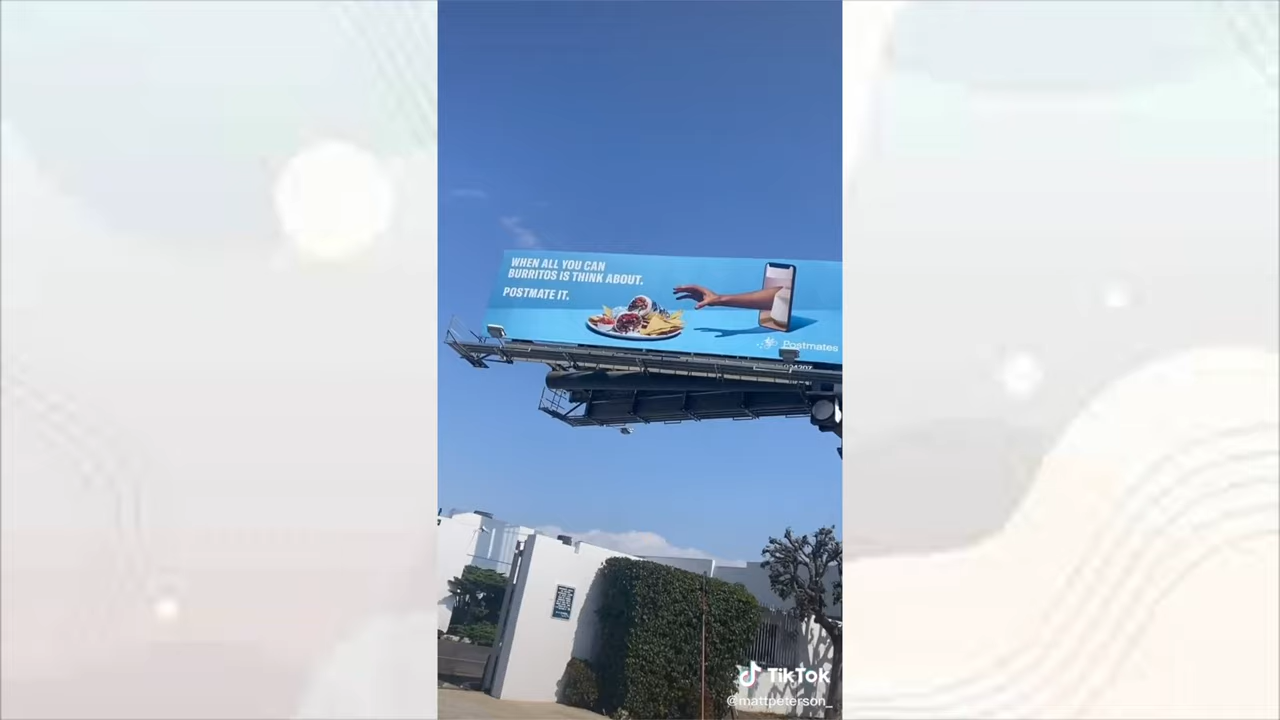 WHEN ALL YOU CAN
BURRITOS IS THINK ABOUT.
POSTMATE IT.
Postmates
TikTok
@mattpeterson_